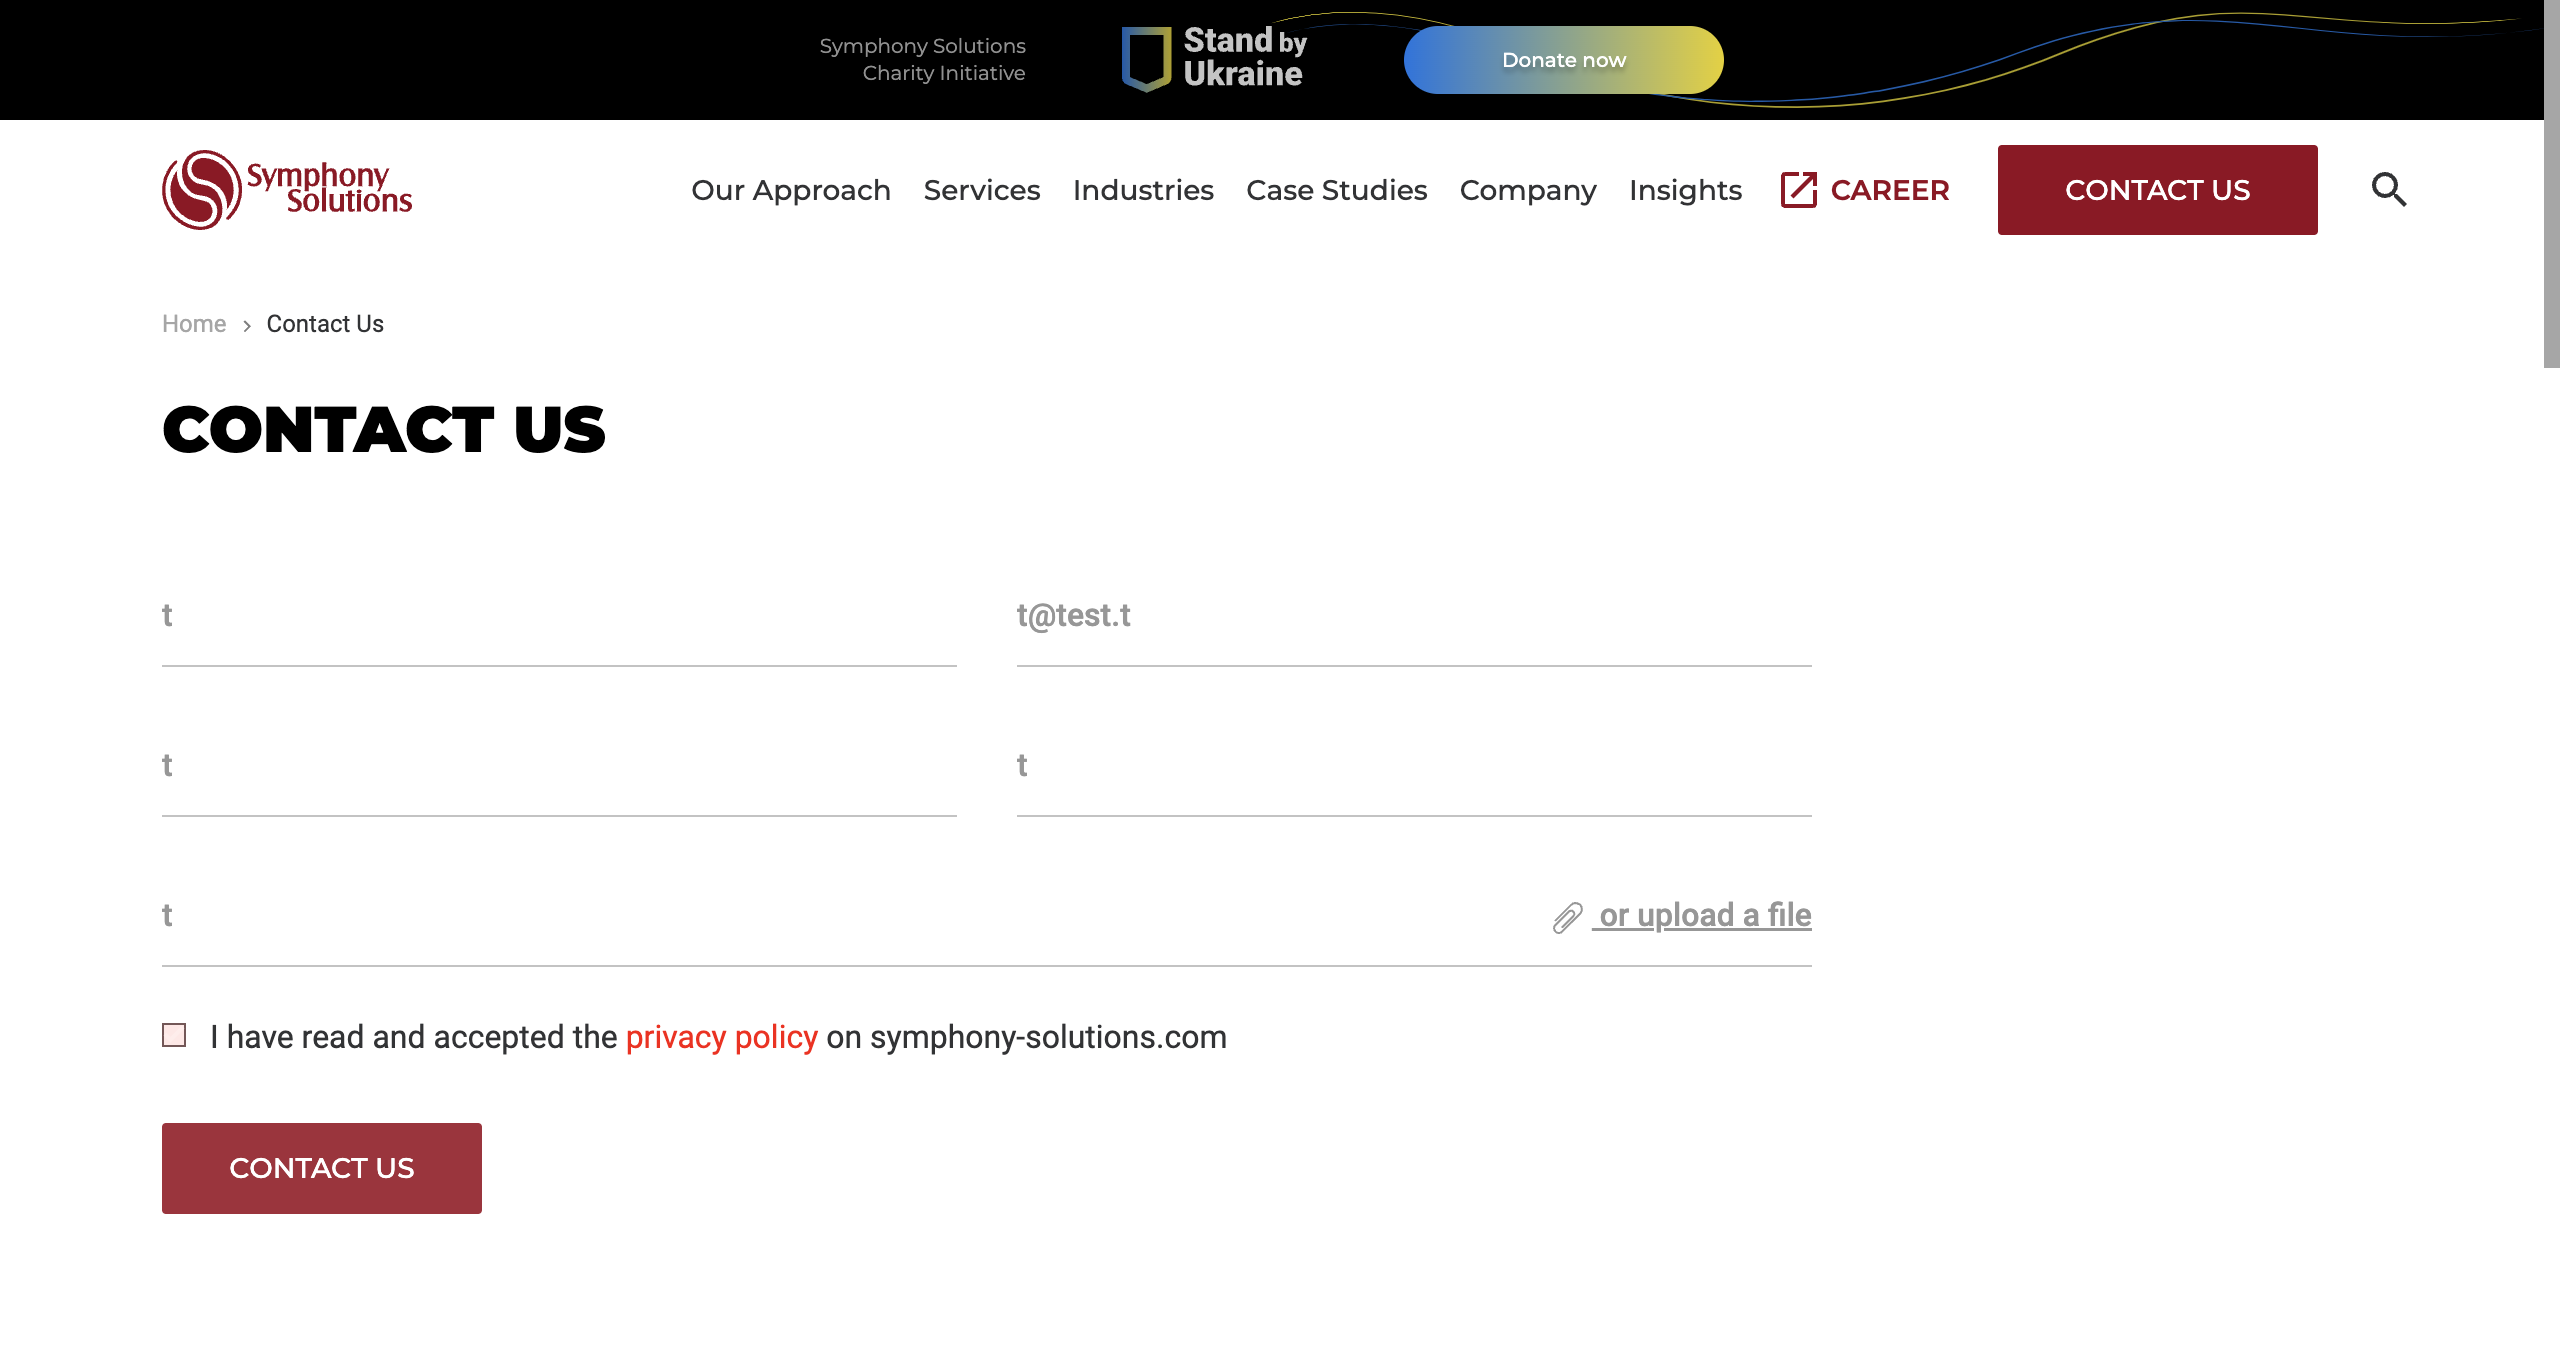 Symphony Solutions
Charity Initiative
Stand by
Ukraine
Donate now
Symphony
Solutions
Our Approach Services Industries Case Studies Company Insights CAREER CONTACT US
Home › Contact Us
CONTACT US
t t@test.t
t t
t or upload a file
I have read and accepted the privacy policy on symphony-solutions.com
CONTACT US